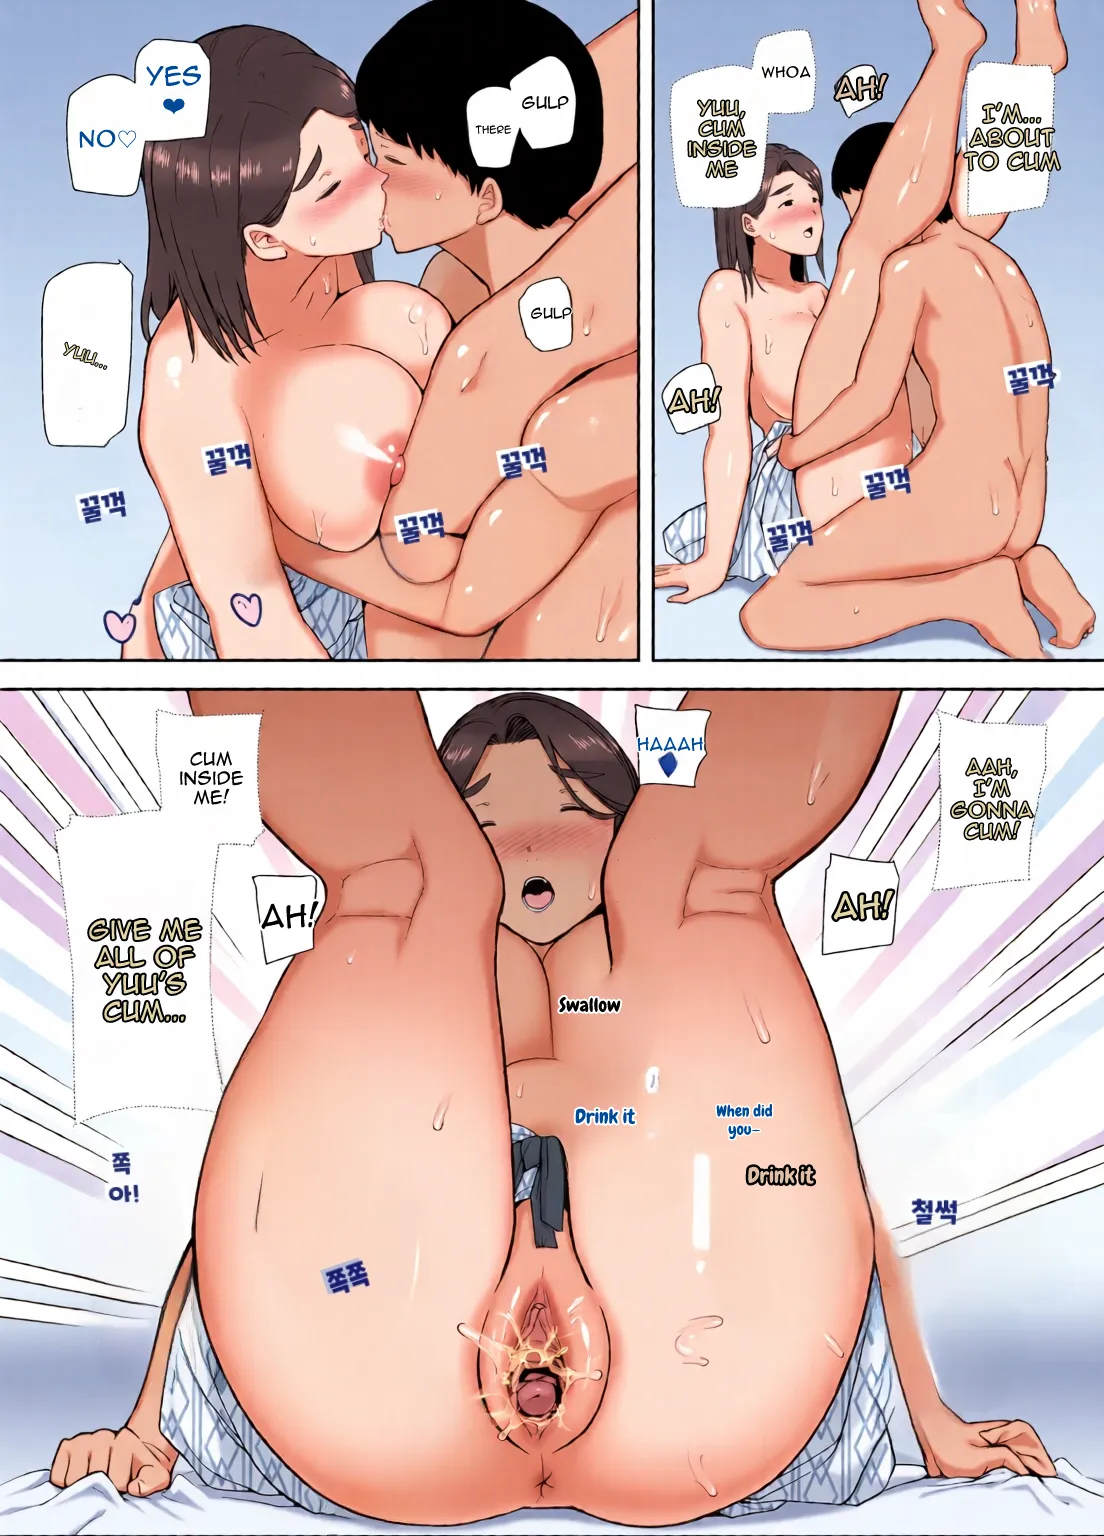 YES
❤
NO♡
THERE
GULP
YUU...
GULP
꿀꺽
꿀꺽
꿀꺽
꿀꺽
WHOA
YUU,
CUM
INSIDE
ME
AH!
I'M...
ABOUT
TO CUM
AH!
꿀꺽
꿀꺽
꿀꺽
CUM
INSIDE
ME!
GIVE ME
ALL OF
YUU'S
CUM...
AH!
HAAAH
AAH,
I'M
GONNA
CUM!
AH!
Swallow
Drink it
When did
you-
Drink it
쪽
아!
쪽쪽
철썩